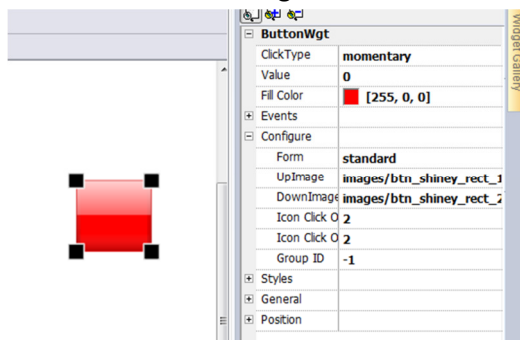 ButtonWgt
ClickType momentary
Value 0
Fill Color [255, 0, 0]
Events
Configure
Form standard
UpImage images/btn_shiney_rect_1
DownImage images/btn_shiney_rect_2
Icon Click O 2
Icon Click O 2
Group ID -1
Styles
General
Position
Widget Gallery